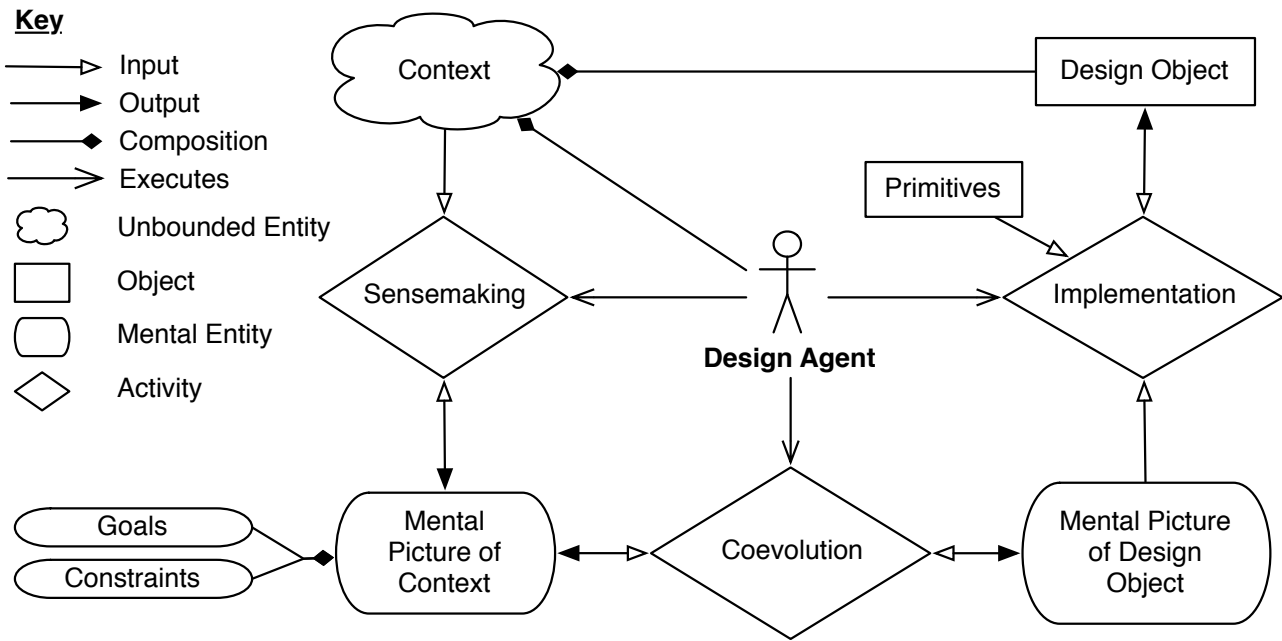 Key
Input
Output
Composition
Executes
Unbounded Entity
Object
Mental Entity
Activity
Context
Design Object
Primitives
Sensemaking
Implementation
Design Agent
Goals
Constraints
Mental
Picture of
Context
Coevolution
Mental Picture
of Design
Object